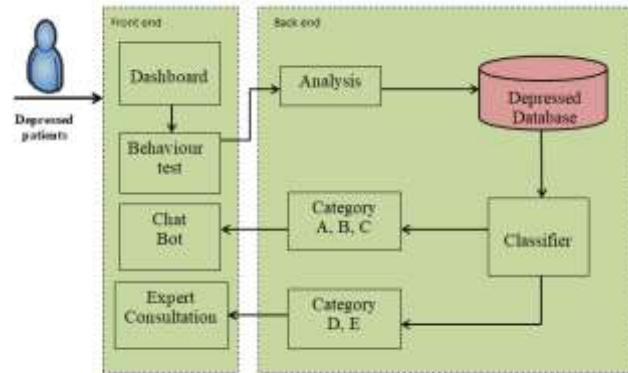 Front end
Back end
Dashboard
Analysis
Depressed
Database
Depressed
patients
Behaviour
test
Chat
Bot
Category
A, B, C
Classifier
Expert
Consultation
Category
D, E